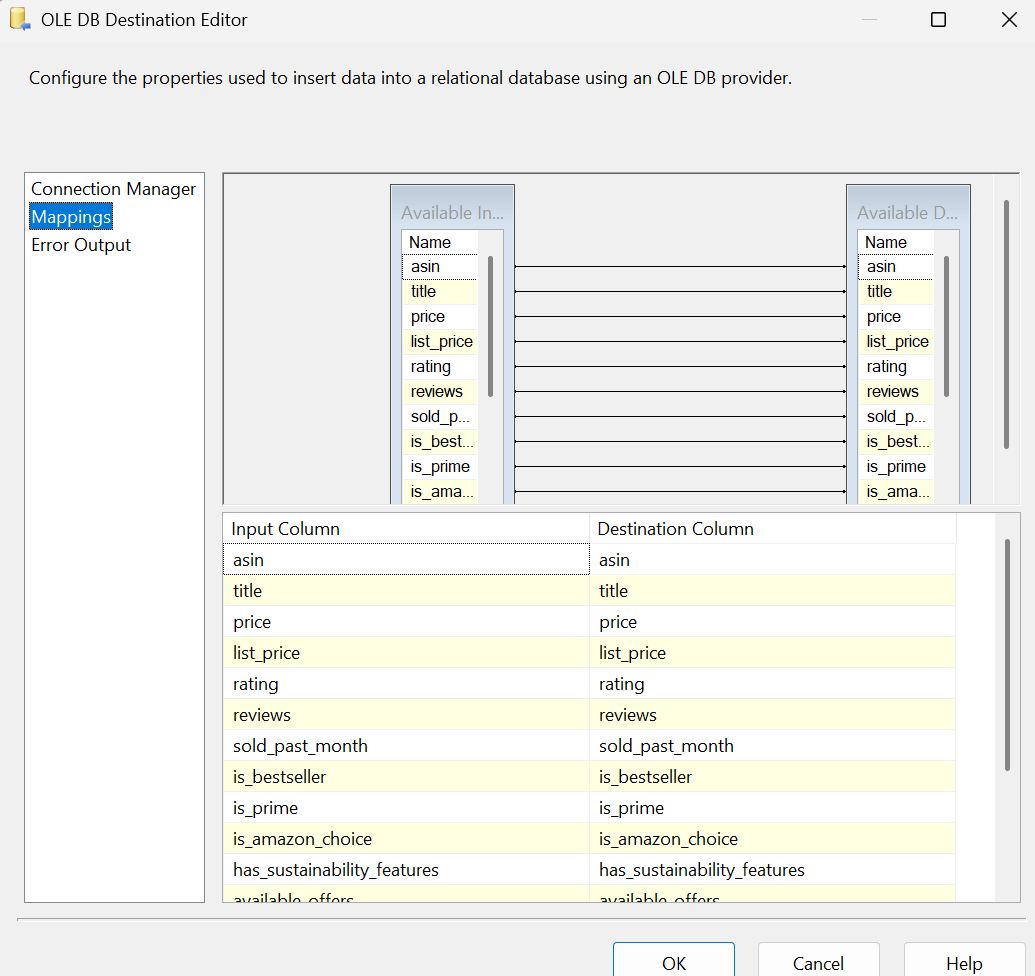 OLE DB Destination Editor
Configure the properties used to insert data into a relational database using an OLE DB provider.
Connection Manager
Mappings
Error Output
Available In...
Name
asin
title
price
list_price
rating
reviews
sold_p...
is_best...
is_prime
is_ama...
Available D...
Name
asin
title
price
list_price
rating
reviews
sold_p...
is_best...
is_prime
is_ama...
Input Column Destination Column
asin asin
title title
price price
list_price list_price
rating rating
reviews reviews
sold_past_month sold_past_month
is_bestseller is_bestseller
is_prime is_prime
is_amazon_choice is_amazon_choice
has_sustainability_features has_sustainability_features
available_offers available_offers
OK Cancel Help